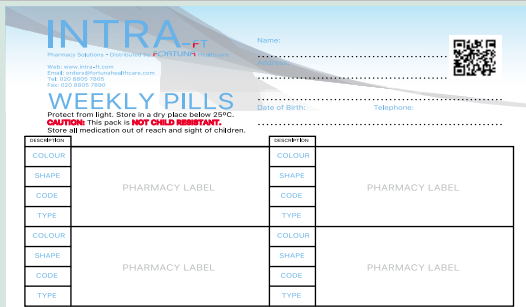 INTRA-FT
Pharmacy Solutions - Distributed by FORTUNA Healthcare
Web: www.intra-ft.com
Email: orders@fortunahealthcare.com
Tel: 020 8805 7805
Fax: 020 8805 7890
WEEKLY PILLS
Protect from light. Store in a dry place below 25ºC.
CAUTION: This pack is NOT CHILD RESISTANT.
Store all medication out of reach and sight of children.
Name:
Address:
Date of Birth: Telephone:
DESCRIPTION
COLOUR
SHAPE
CODE
TYPE
PHARMACY LABEL
DESCRIPTION
COLOUR
SHAPE
CODE
TYPE
PHARMACY LABEL
COLOUR
SHAPE
CODE
TYPE
PHARMACY LABEL
COLOUR
SHAPE
CODE
TYPE
PHARMACY LABEL